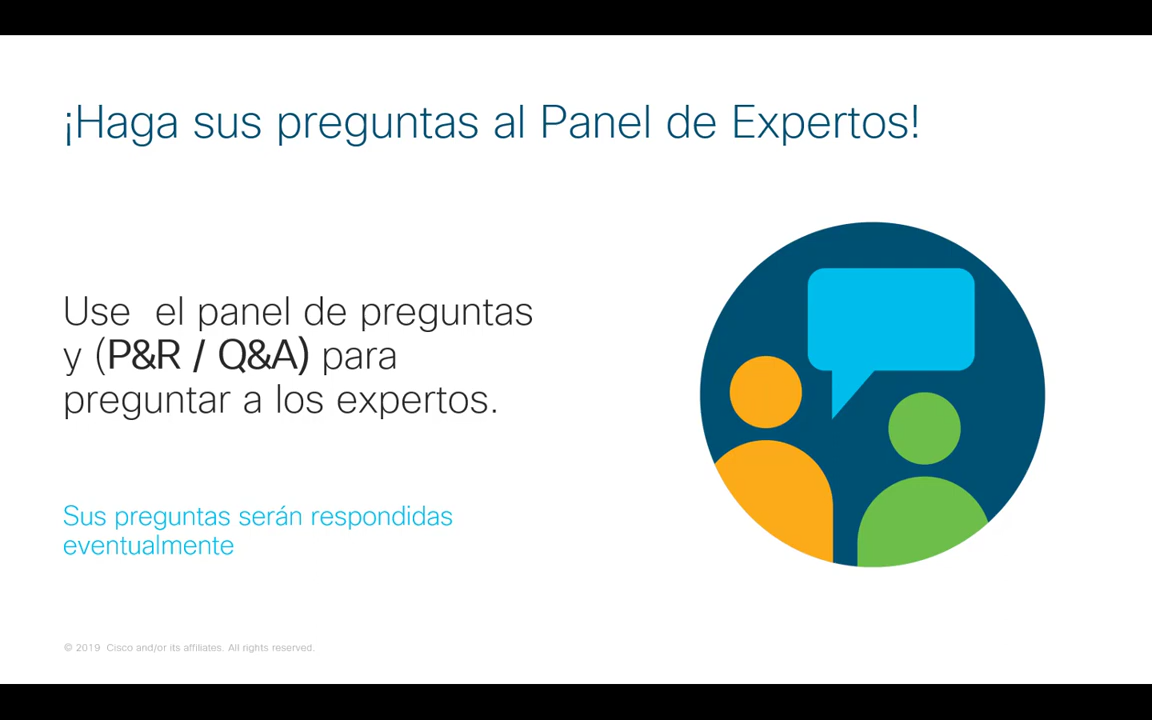 ¡Haga sus preguntas al Panel de Expertos!
Use  el panel de preguntas
y (P&R / Q&A) para
preguntar a los expertos.
Sus preguntas serán respondidas
eventualmente
© 2019  Cisco and/or its affiliates. All rights reserved.